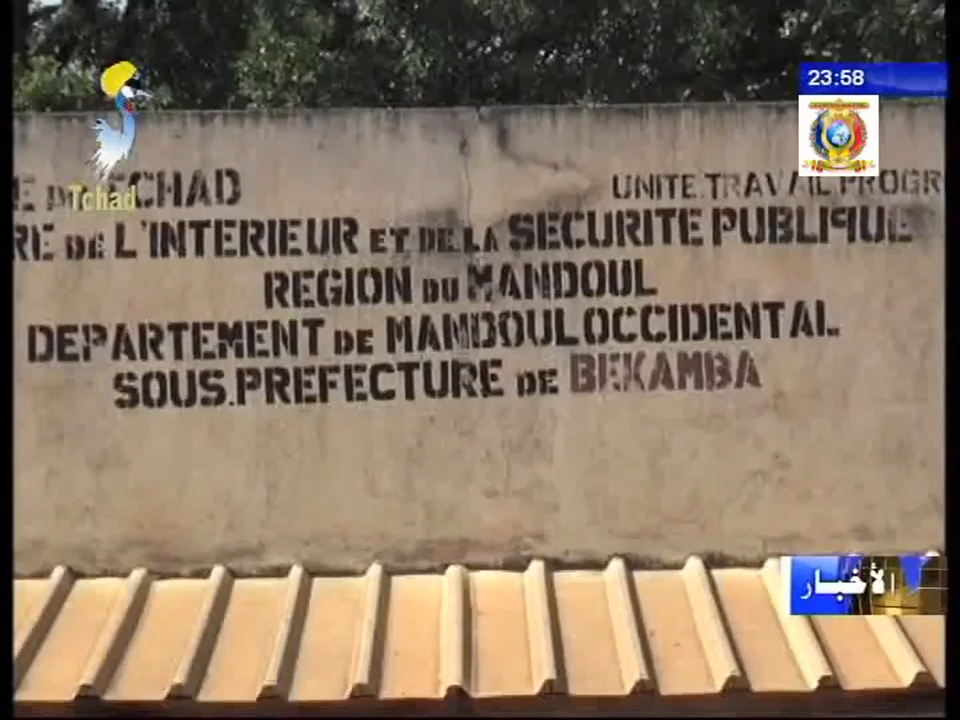 23:58
Tchad
TCHAD
UNITE.TRAVAIL.PROGR
RE DE L'INTERIEUR ET DE LA SECURITE PUBLIQUE
REGION DU MANDOUL
DEPARTEMENT DE MANDOUL OCCIDENTAL
SOUS.PREFECTURE DE BEKAMBA
الأخبار